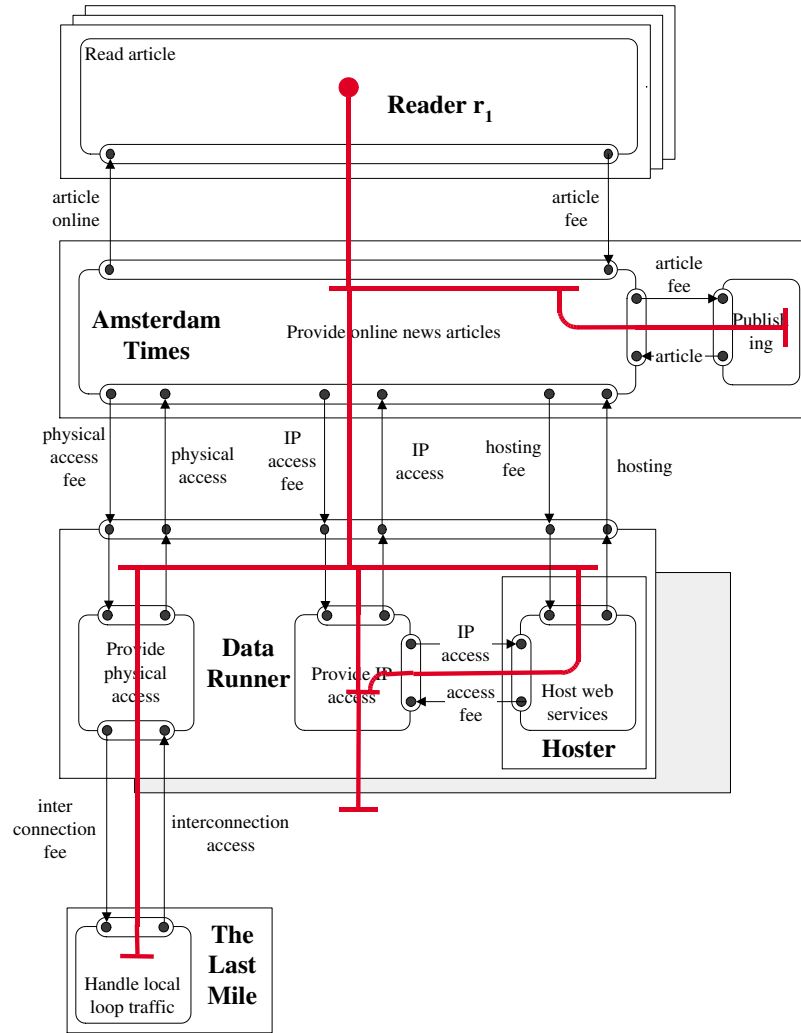 Read article
Reader r1
article
online
article
fee
article
fee
Amsterdam
Times
Provide online news articles
Publish
ing
article
physical
access
fee
physical
access
IP
access
fee
IP
access
hosting
fee
hosting
Provide
physical
access
Data
Runner
Provide IP
access
IP
access
access
fee
Host web
services
Hoster
inter
connection
fee
interconnection
access
The
Last
Mile
Handle local
loop traffic